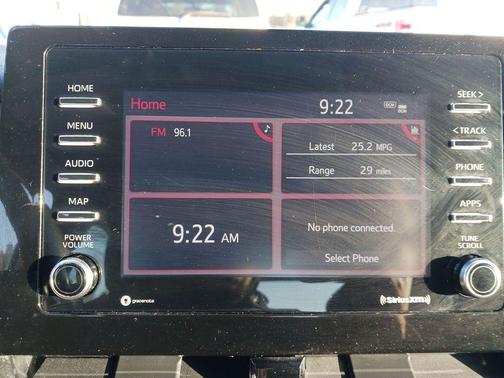 HOME
MENU
AUDIO
MAP
POWER
VOLUME
Home
9:22
DCM
FM 96.1
Latest 25.2 MPG
Range 29 miles
9:22 AM
No phone connected.
Select Phone
SEEK >
< TRACK
PHONE
APPS
TUNE
SCROLL
gracenote
SiriusXM